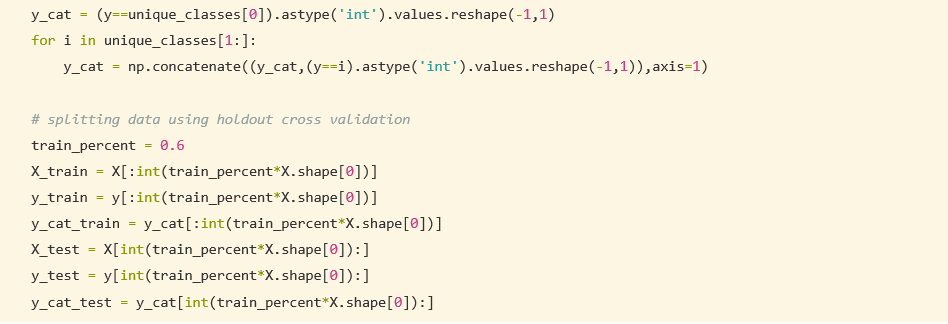 y_cat = (y==unique_classes[0]).astype('int').values.reshape(-1,1)
for i in unique_classes[1:]:
    y_cat = np.concatenate((y_cat,(y==i).astype('int').values.reshape(-1,1)),axis=1)

# splitting data using holdout cross validation
train_percent = 0.6
X_train = X[:int(train_percent*X.shape[0])]
y_train = y[:int(train_percent*X.shape[0])]
y_cat_train = y_cat[:int(train_percent*X.shape[0])]
X_test = X[int(train_percent*X.shape[0]):]
y_test = y[int(train_percent*X.shape[0]):]
y_cat_test = y_cat[int(train_percent*X.shape[0]):]